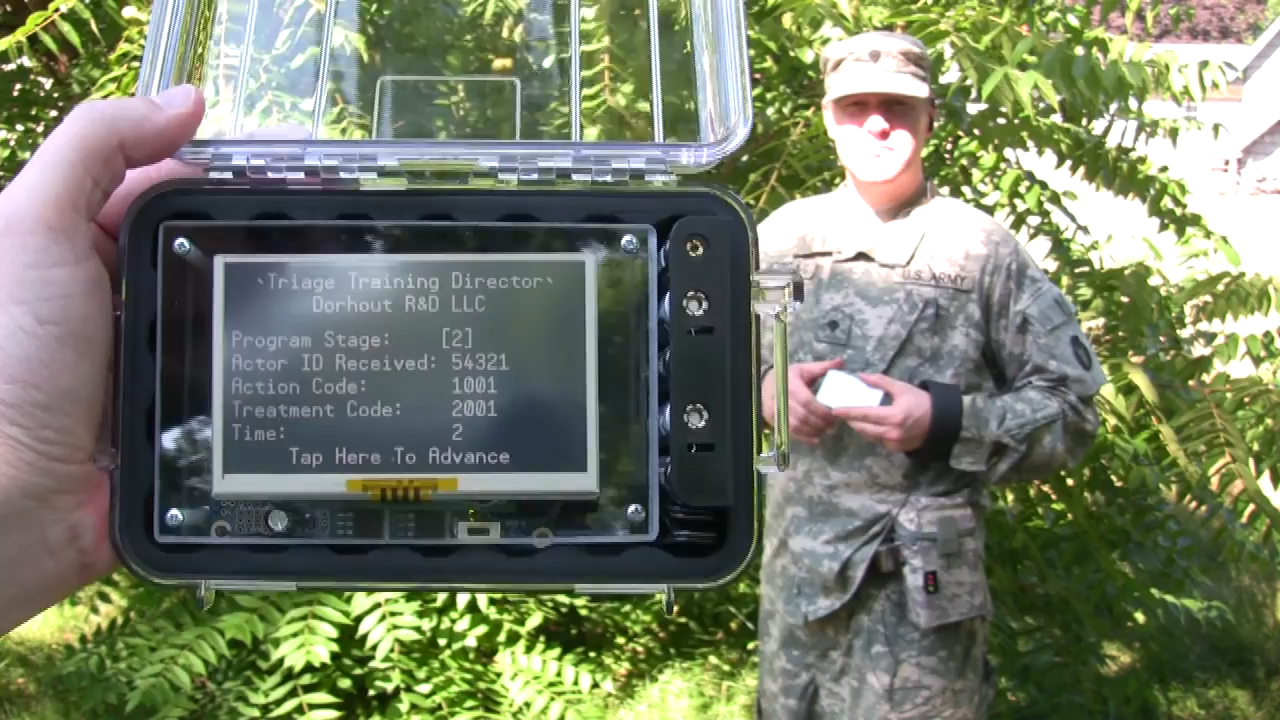 `Triage Training Director`
Dorhout R&D LLC
Program Stage: [2]
Actor ID Received: 54321
Action Code: 1001
Treatment Code: 2001
Time: 2
Tap Here To Advance
U.S. ARMY